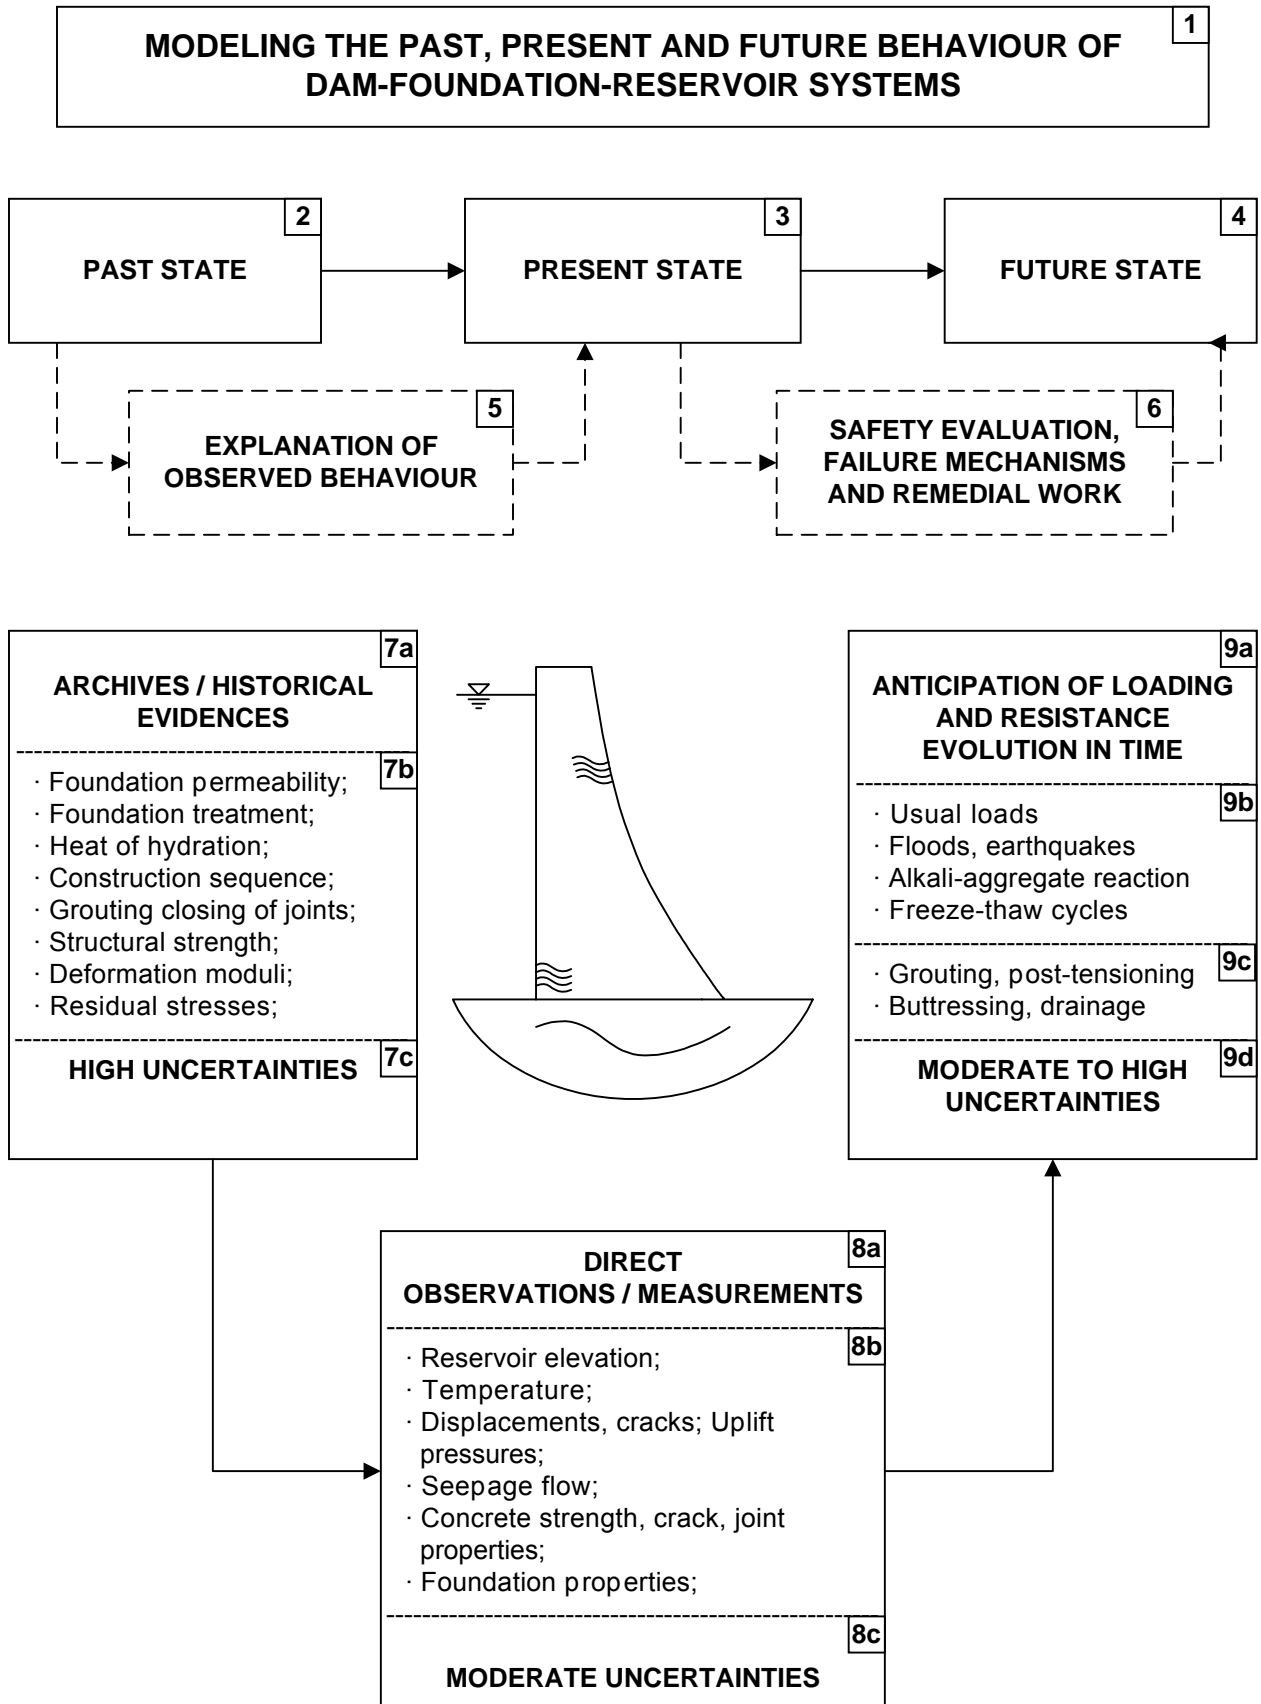 1
MODELING THE PAST, PRESENT AND FUTURE BEHAVIOUR OF
DAM-FOUNDATION-RESERVOIR SYSTEMS
2
PAST STATE
3
PRESENT STATE
4
FUTURE STATE
5
EXPLANATION OF
OBSERVED BEHAVIOUR
6
SAFETY EVALUATION,
FAILURE MECHANISMS
AND REMEDIAL WORK
7a
ARCHIVES / HISTORICAL
EVIDENCES
7b
· Foundation permeability;
· Foundation treatment;
· Heat of hydration;
· Construction sequence;
· Grouting closing of joints;
· Structural strength;
· Deformation moduli;
· Residual stresses;
7c
HIGH UNCERTAINTIES
9a
ANTICIPATION OF LOADING
AND RESISTANCE
EVOLUTION IN TIME
9b
· Usual loads
· Floods, earthquakes
· Alkali-aggregate reaction
· Freeze-thaw cycles
9c
· Grouting, post-tensioning
· Buttressing, drainage
9d
MODERATE TO HIGH
UNCERTAINTIES
8a
DIRECT
OBSERVATIONS / MEASUREMENTS
8b
· Reservoir elevation;
· Temperature;
· Displacements, cracks; Uplift
pressures;
· Seepage flow;
· Concrete strength, crack, joint
properties;
· Foundation properties;
8c
MODERATE UNCERTAINTIES